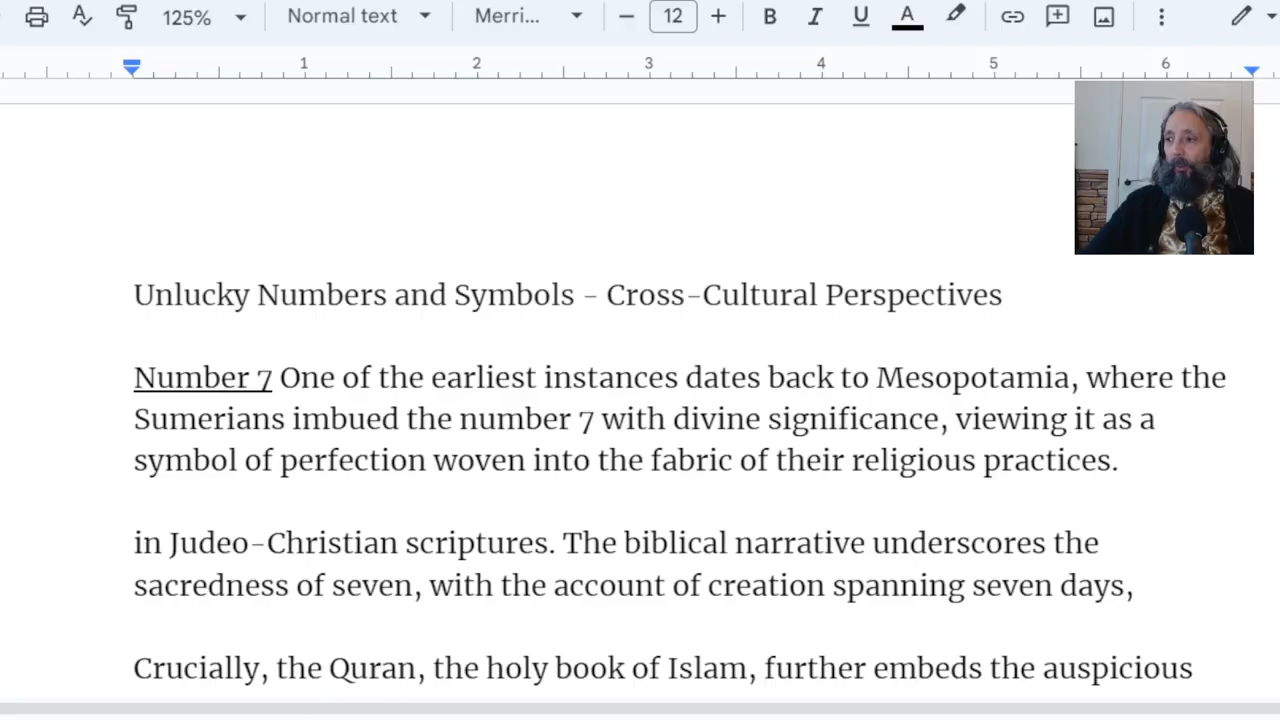 125% Normal text Merri... 12 B I U A
1 2 3 4 5 6
Unlucky Numbers and Symbols - Cross-Cultural Perspectives
Number 7 One of the earliest instances dates back to Mesopotamia, where the
Sumerians imbued the number 7 with divine significance, viewing it as a
symbol of perfection woven into the fabric of their religious practices.
in Judeo-Christian scriptures. The biblical narrative underscores the
sacredness of seven, with the account of creation spanning seven days,
Crucially, the Quran, the holy book of Islam, further embeds the auspicious